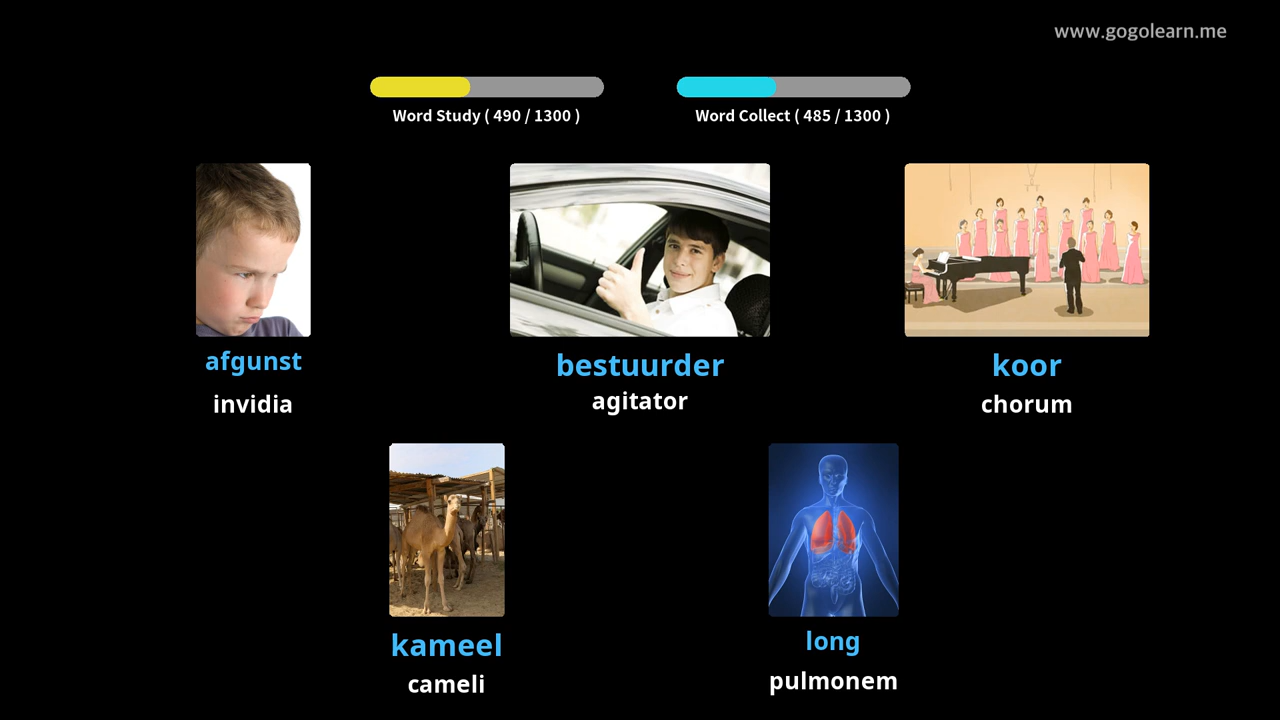 www.gogolearn.me
Word Study ( 490 / 1300 )
Word Collect ( 485 / 1300 )
afgunst
invidia
bestuurder
agitator
koor
chorum
kameel
cameli
long
pulmonem